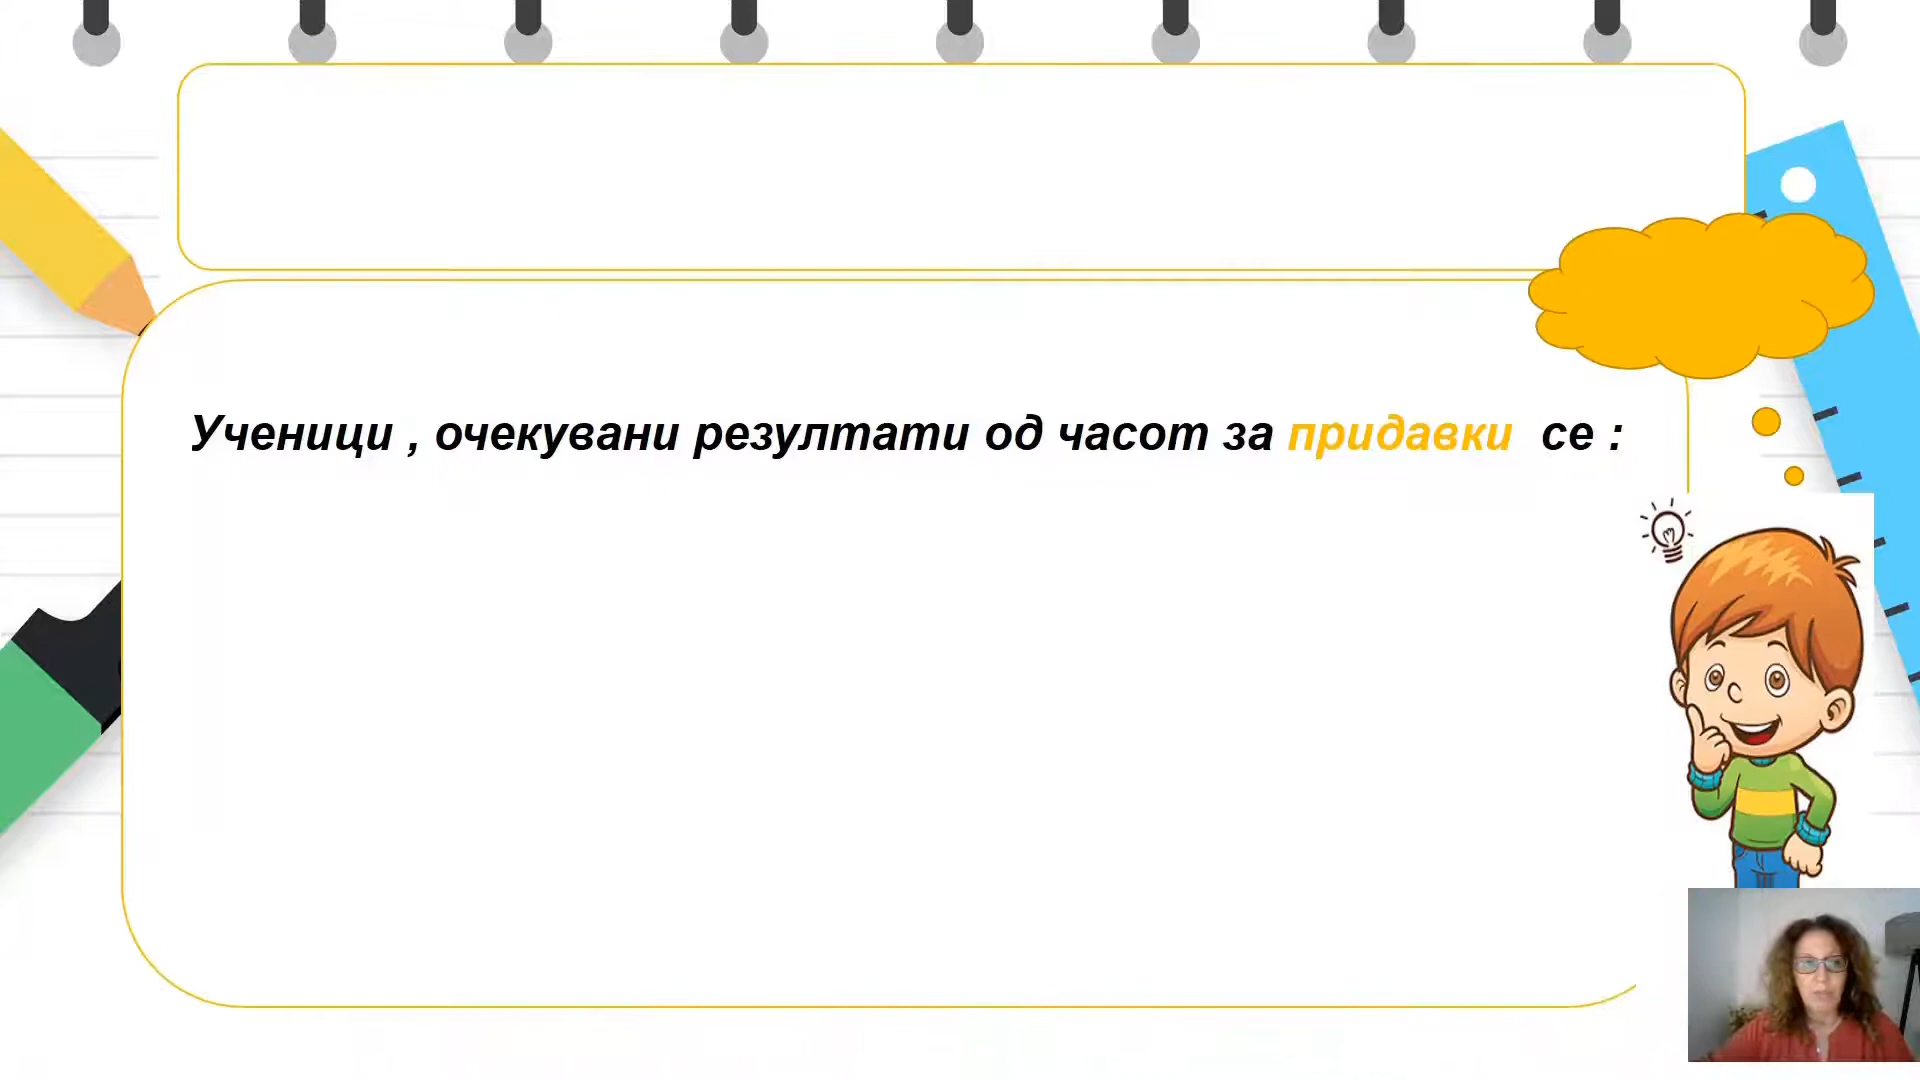 Ученици , очекувани резултати од часот за придавки се :